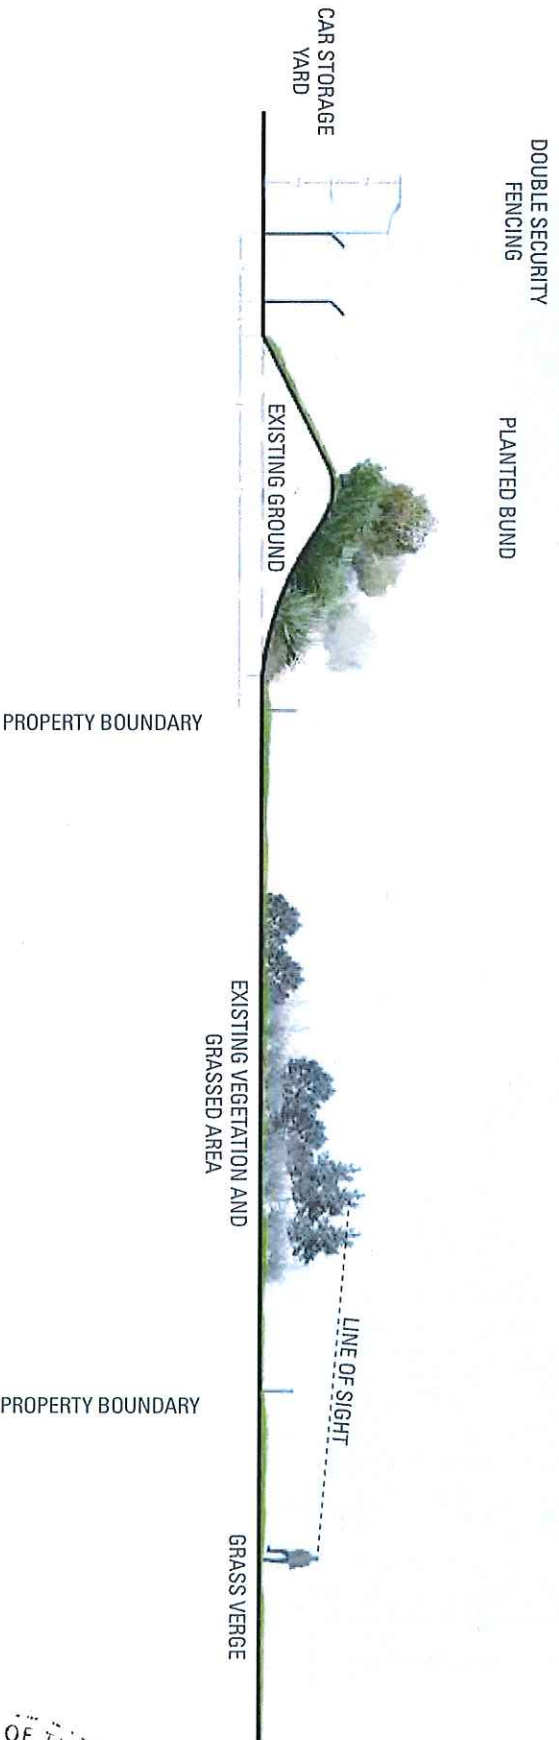 CAR STORAGE
YARD
DOUBLE SECURITY
FENCING
PLANTED BUND
EXISTING GROUND
PROPERTY BOUNDARY
EXISTING VEGETATION AND
GRASSED AREA
LINE OF SIGHT
PROPERTY BOUNDARY
GRASS VERGE
OF